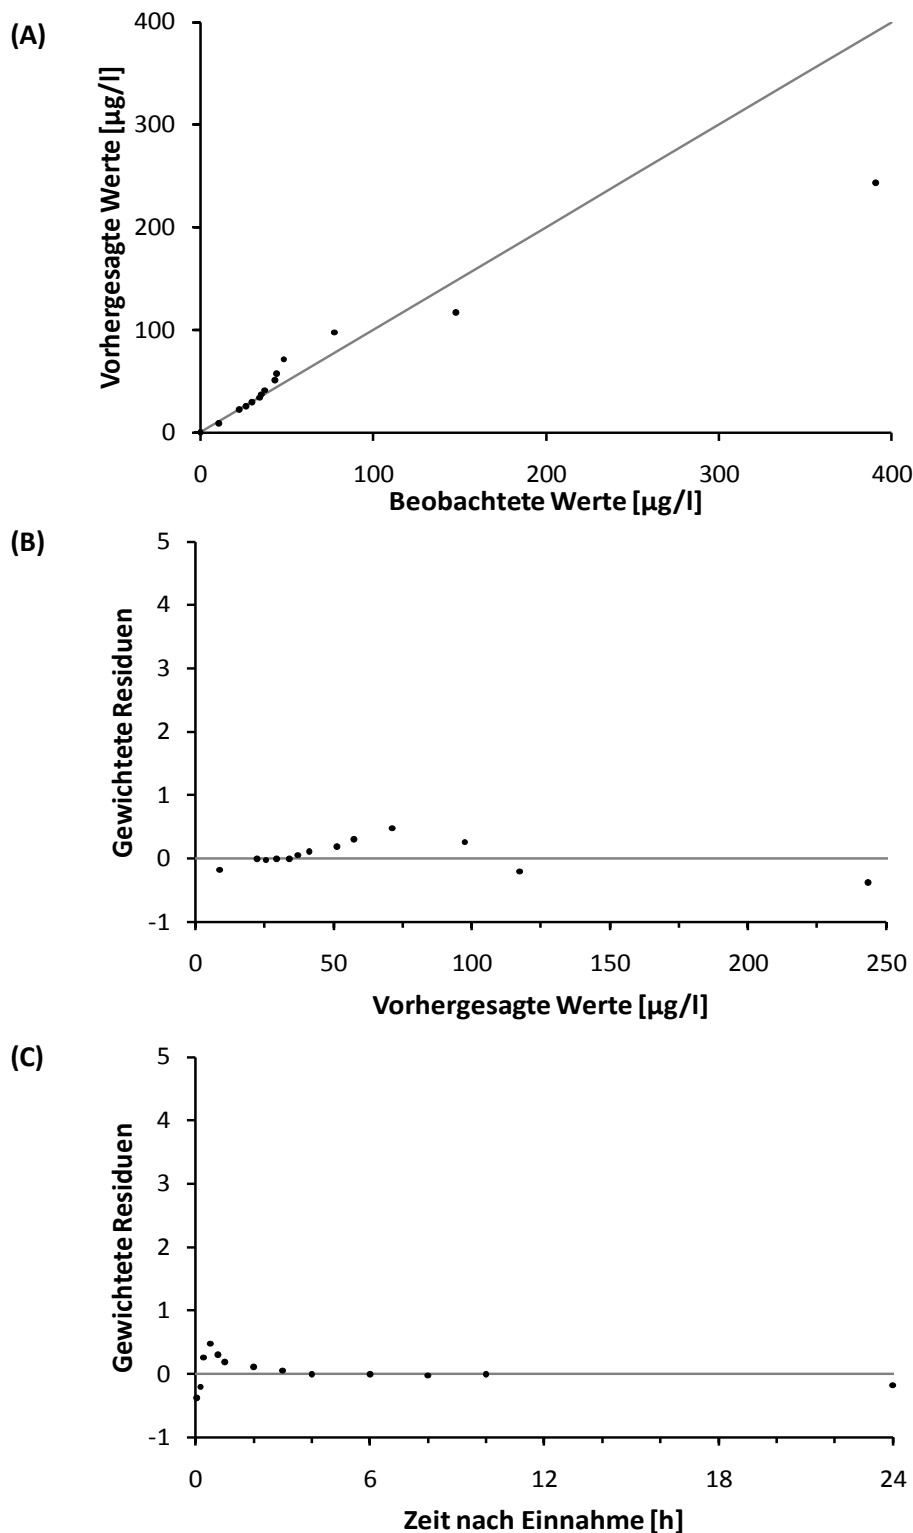 (A)
Vorhergesagte Werte [µg/l]
400
300
200
100
0
0 100 200 300 400
Beobachtete Werte [µg/l]
(B)
Gewichtete Residuen
5
4
3
2
1
0
-1
0 50 100 150 200 250
Vorhergesagte Werte [µg/l]
(C)
Gewichtete Residuen
5
4
3
2
1
0
-1
0 6 12 18 24
Zeit nach Einnahme [h]